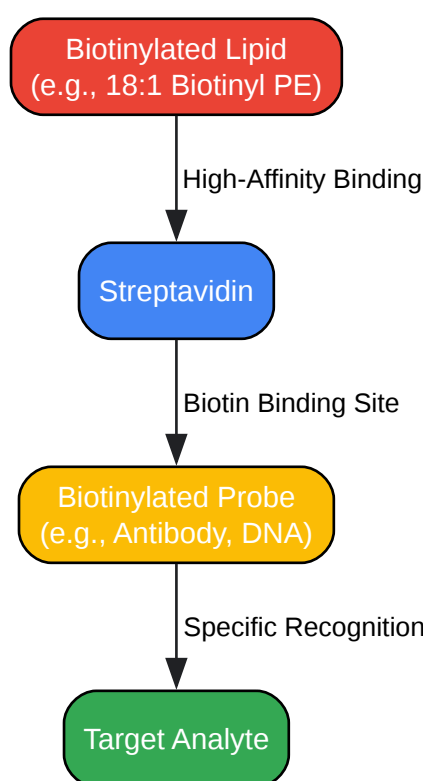 Biotinylated Lipid
(e.g., 18:1 Biotinyl PE)
High-Affinity Binding
Streptavidin
Biotin Binding Site
Biotinylated Probe
(e.g., Antibody, DNA)
Specific Recognition
Target Analyte